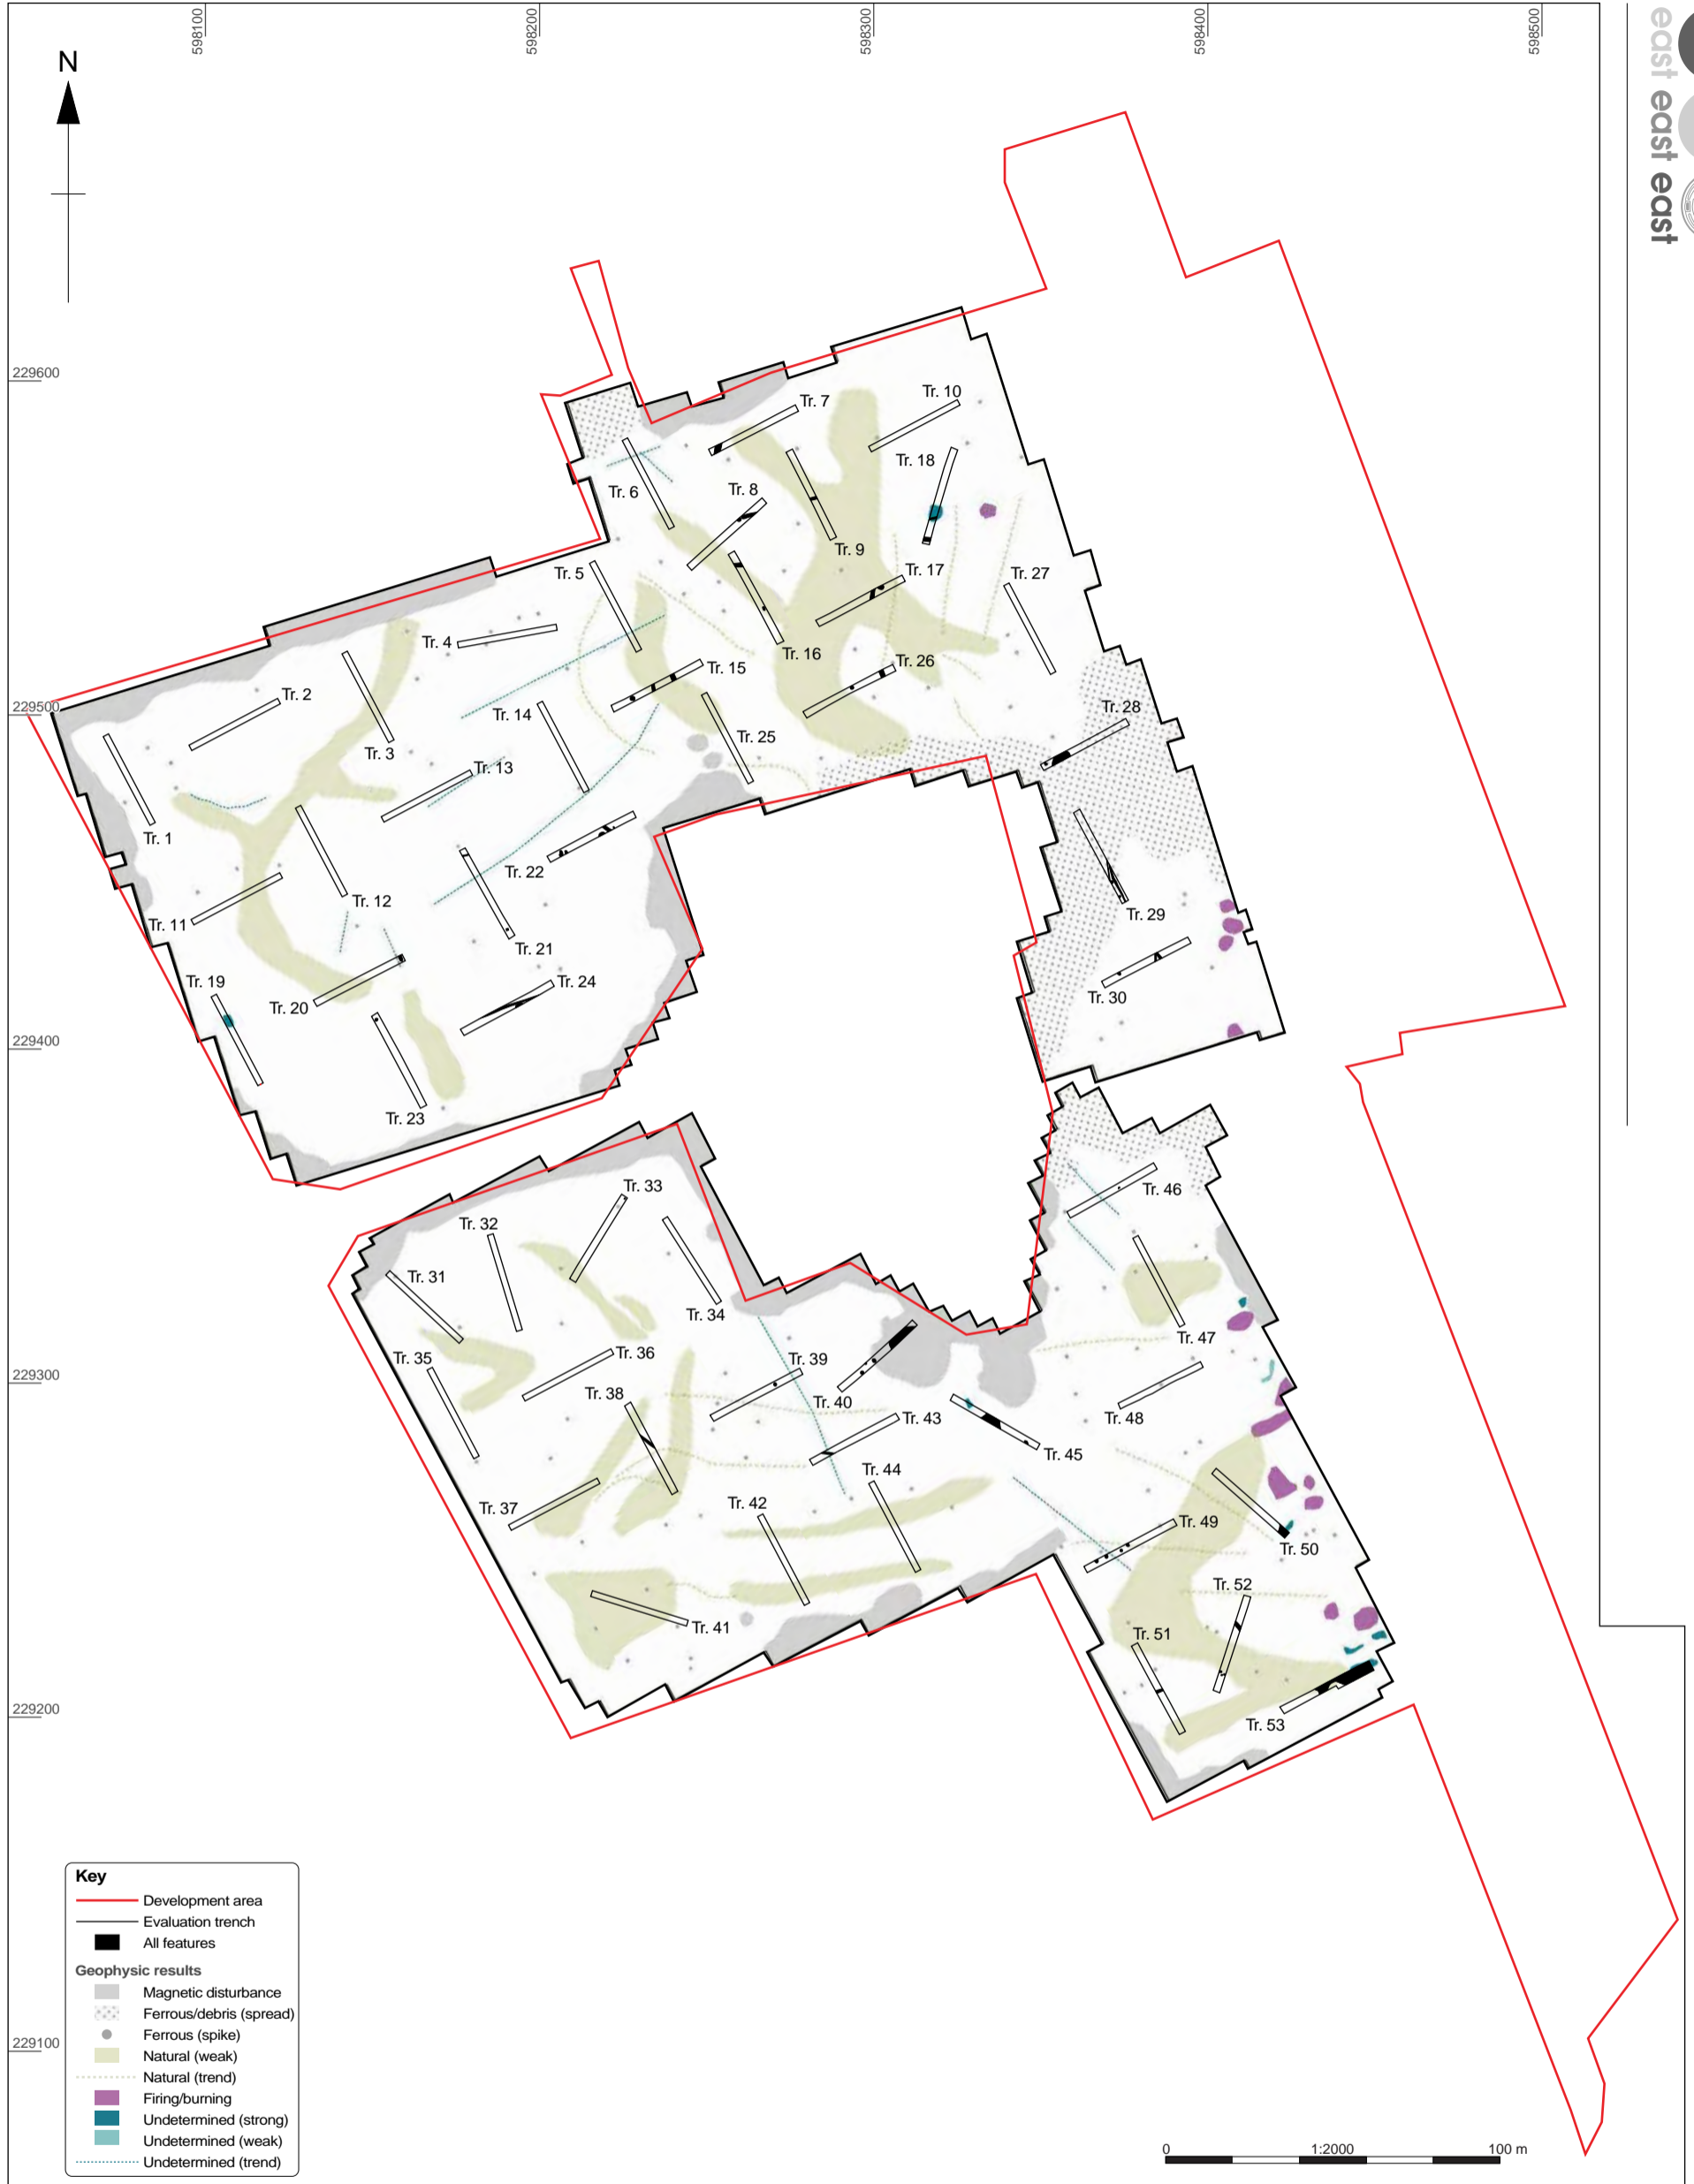 598100
598200
598300
598400
598500
east east east
N
229600
229500
229400
229300
229200
229100
Tr. 10
Tr. 7
Tr. 18
Tr. 6
Tr. 8
Tr. 9
Tr. 17
Tr. 27
Tr. 5
Tr. 4
Tr. 16
Tr. 26
Tr. 15
Tr. 2
Tr. 14
Tr. 28
Tr. 3
Tr. 25
Tr. 13
Tr. 1
Tr. 22
Tr. 12
Tr. 29
Tr. 11
Tr. 21
Tr. 19
Tr. 24
Tr. 30
Tr. 20
Tr. 23
Tr. 33
Tr. 46
Tr. 32
Tr. 31
Tr. 34
Tr. 47
Tr. 35
Tr. 36
Tr. 39
Tr. 38
Tr. 40
Tr. 43
Tr. 48
Tr. 45
Tr. 44
Tr. 37
Tr. 42
Tr. 49
Tr. 50
Tr. 52
Tr. 41
Tr. 51
Tr. 53
Key
Development area
Evaluation trench
All features
Geophysic results
Magnetic disturbance
Ferrous/debris (spread)
Ferrous (spike)
Natural (weak)
Natural (trend)
Firing/burning
Undetermined (strong)
Undetermined (weak)
Undetermined (trend)
0 1:2000 100 m